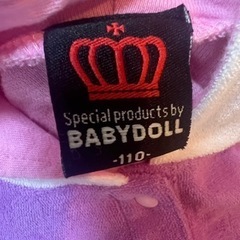 Special products by
BABYDOLL
-110-